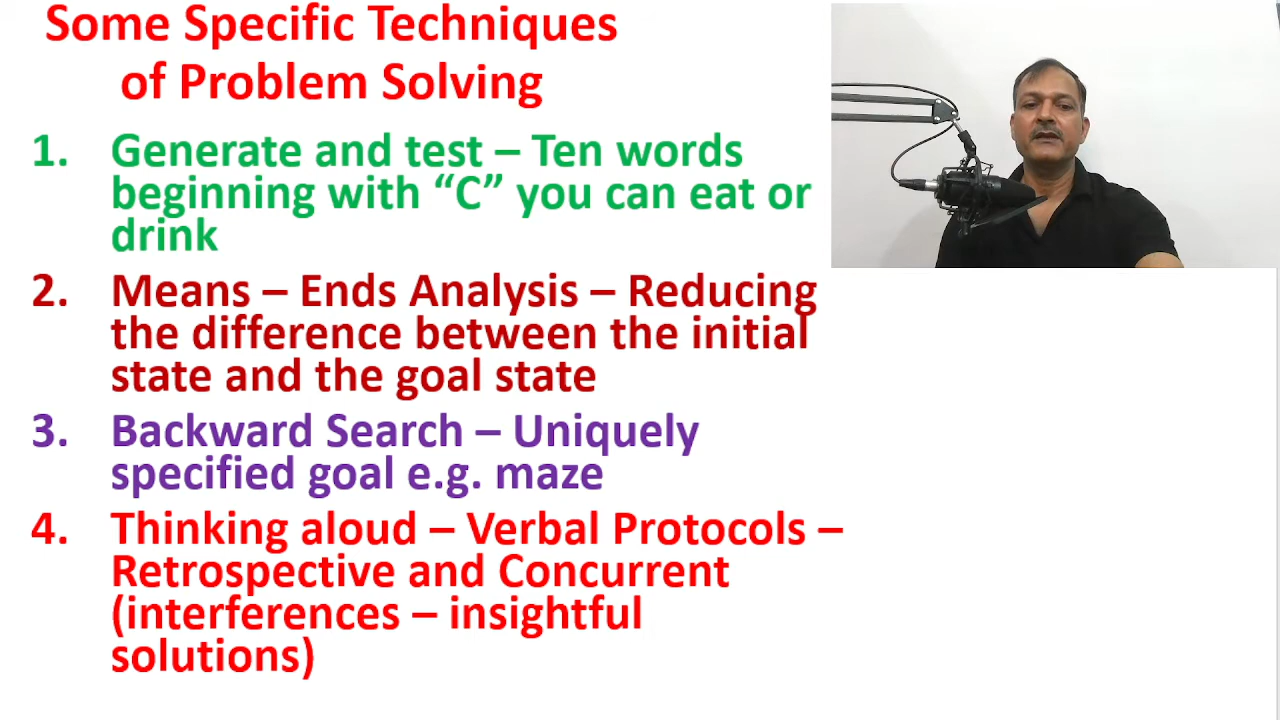 Some Specific Techniques
of Problem Solving
1. Generate and test – Ten words
beginning with “C” you can eat or
drink
2. Means – Ends Analysis – Reducing
the difference between the initial
state and the goal state
3. Backward Search – Uniquely
specified goal e.g. maze
4. Thinking aloud – Verbal Protocols –
Retrospective and Concurrent
(interferences – insightful
solutions)